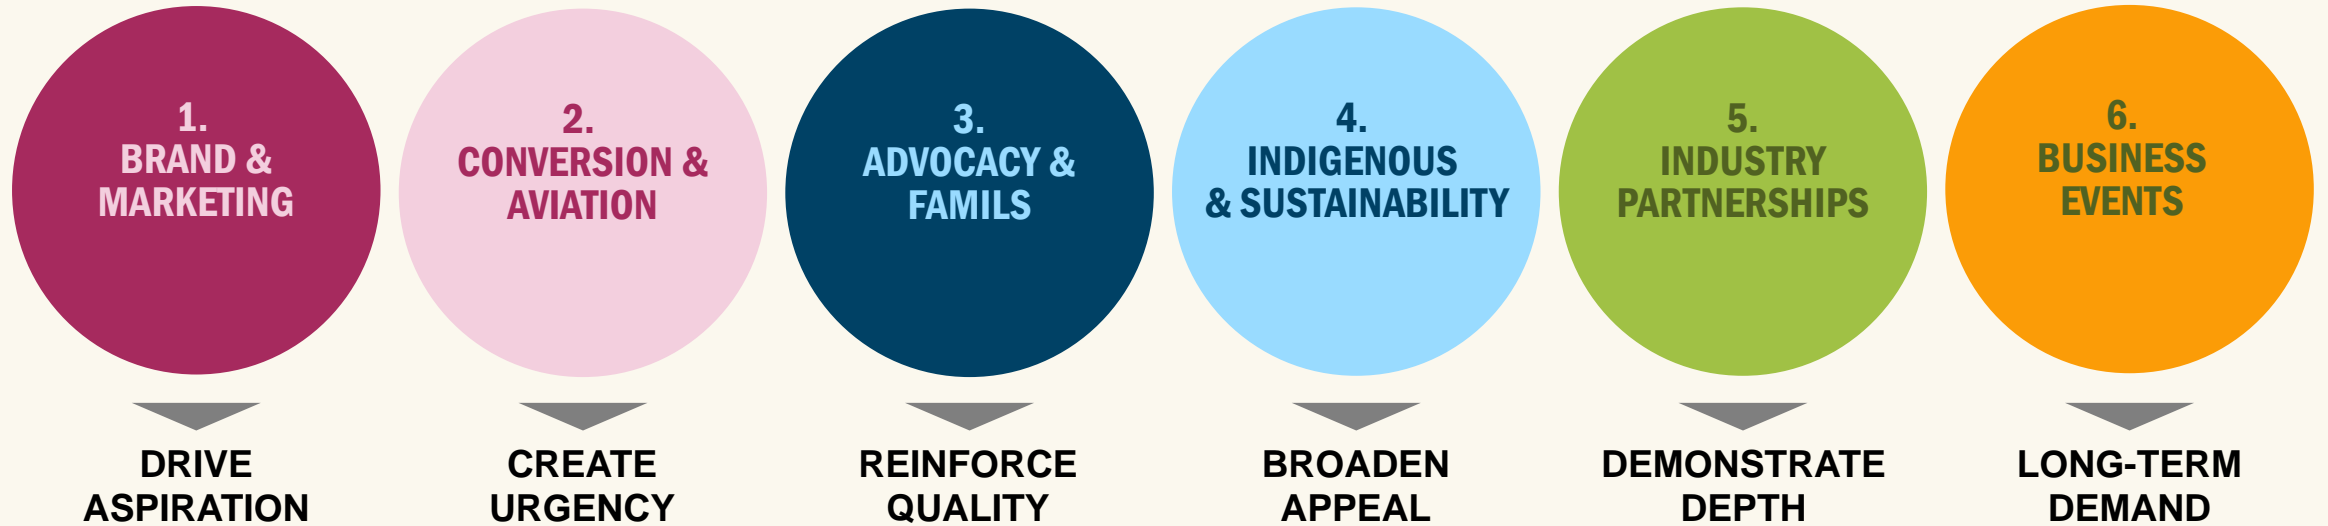 1.
BRAND &
MARKETING
DRIVE
ASPIRATION
2.
CONVERSION &
AVIATION
CREATE
URGENCY
3.
ADVOCACY &
FAMILS
REINFORCE
QUALITY
4.
INDIGENOUS
& SUSTAINABILITY
BROADEN
APPEAL
5.
INDUSTRY
PARTNERSHIPS
DEMONSTRATE
DEPTH
6.
BUSINESS
EVENTS
LONG-TERM
DEMAND